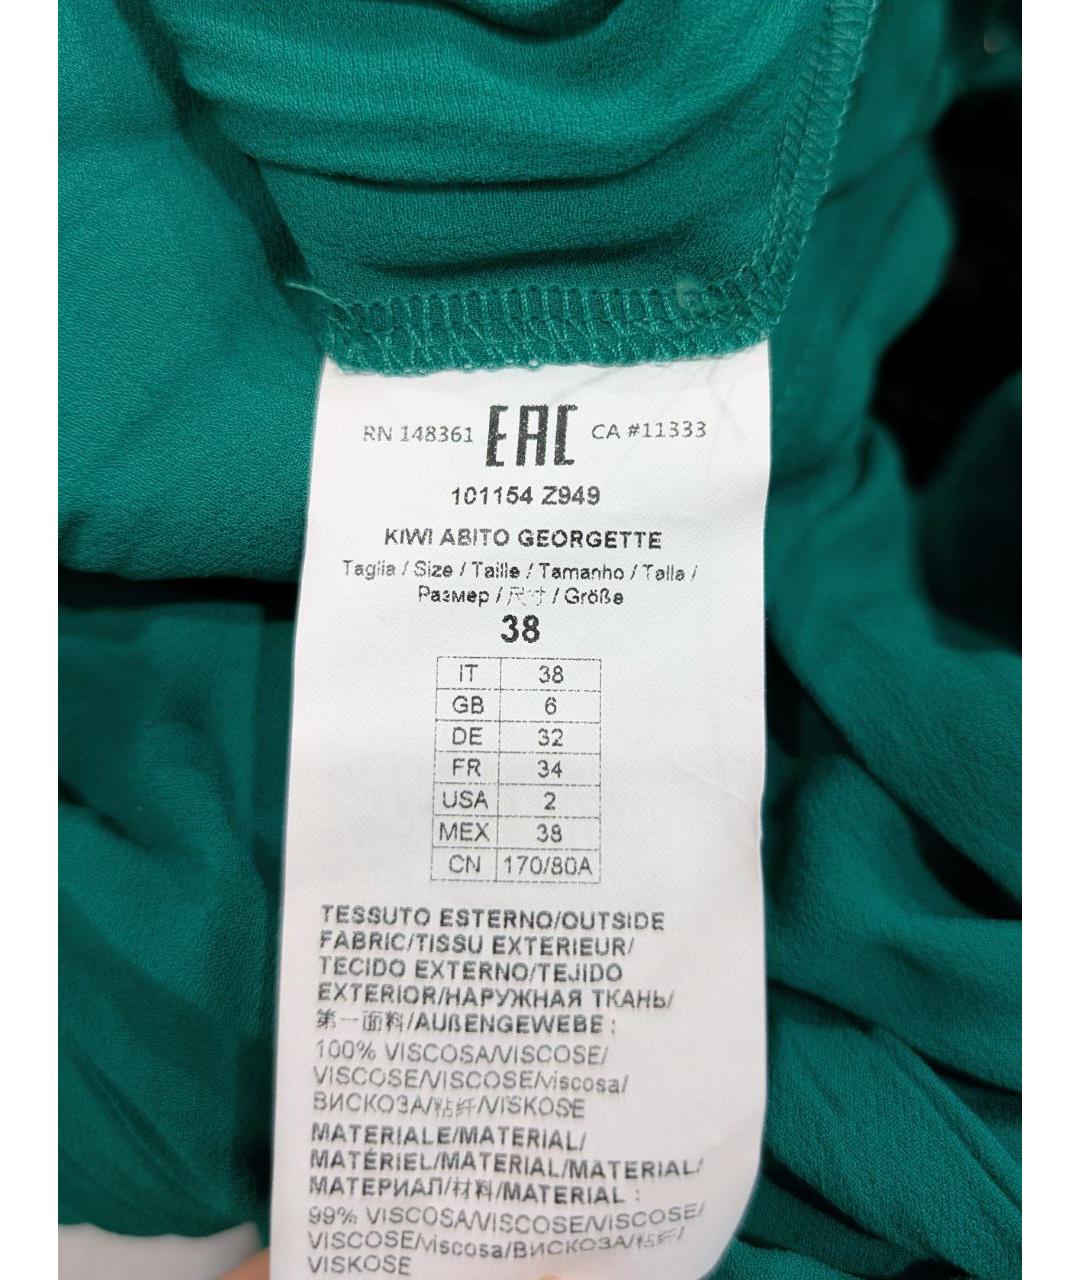 RN 148361 EAC CA #11333
101154 Z949
KIWI ABITO GEORGETTE
Taglia / Size / Taille / Tamanho / Talla /
Размер / 尺寸 / Größe
38
IT 38
GB 6
DE 32
FR 34
USA 2
MEX 38
CN 170/80A
TESSUTO ESTERNO/OUTSIDE
FABRIC/TISSU EXTERIEUR/
TECIDO EXTERNO/TEJIDO
EXTERIOR/НАРУЖНАЯ ТКАНЬ/
第一面料/AUßENGEWEBE :
100% VISCOSA/VISCOSE/
VISCOSE/VISCOSE/viscosa/
ВИСКОЗА/粘纤/VISKOSE
MATERIALE/MATERIAL/
MATÉRIEL/MATERIAL/MATERIAL/
МАТЕРИАЛ/材料/MATERIAL :
99% VISCOSA/VISCOSE/VISCOSE/
VISCOSE/viscosa/ВИСКОЗА/粘纤/
VISKOSE